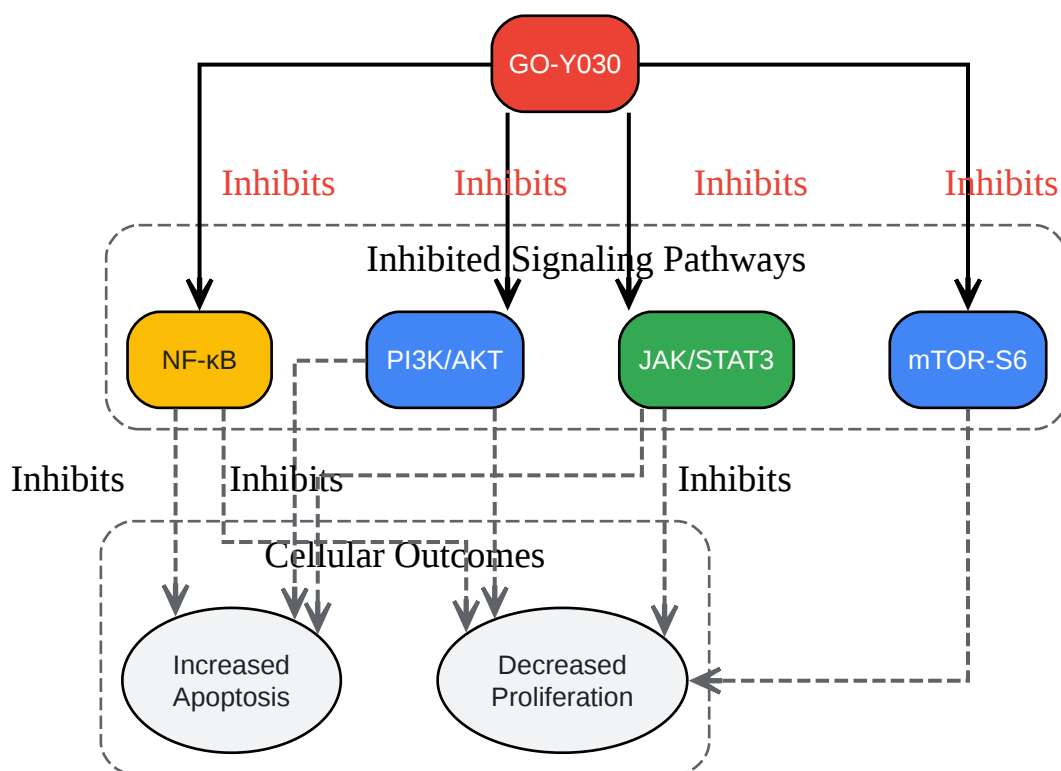 GO-Y030
Inhibits Inhibits Inhibits Inhibits
Inhibited Signaling Pathways
NF-κB PI3K/AKT JAK/STAT3 mTOR-S6
Inhibits Inhibits Inhibits
Cellular Outcomes
Increased
Apoptosis
Decreased
Proliferation